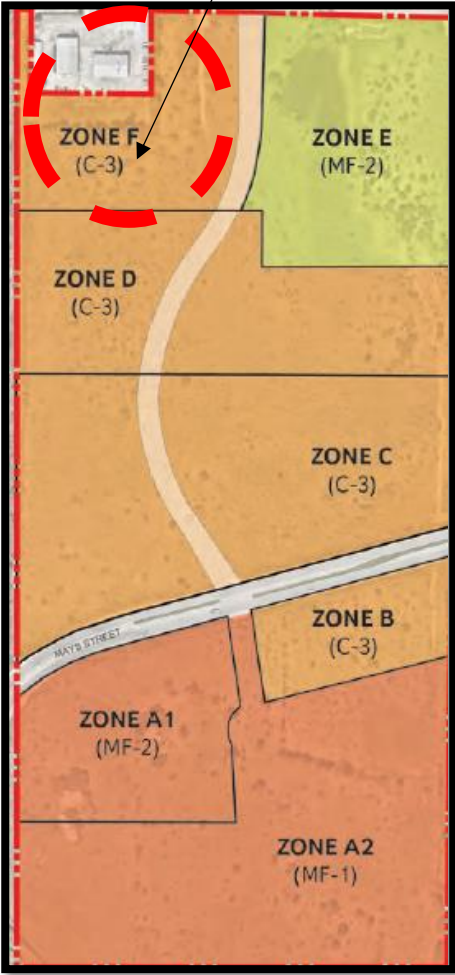 ZONE F
(C-3)
ZONE E
(MF-2)
ZONE D
(C-3)
ZONE C
(C-3)
ZONE B
(C-3)
MAYS STREET
ZONE A1
(MF-2)
ZONE A2
(MF-1)